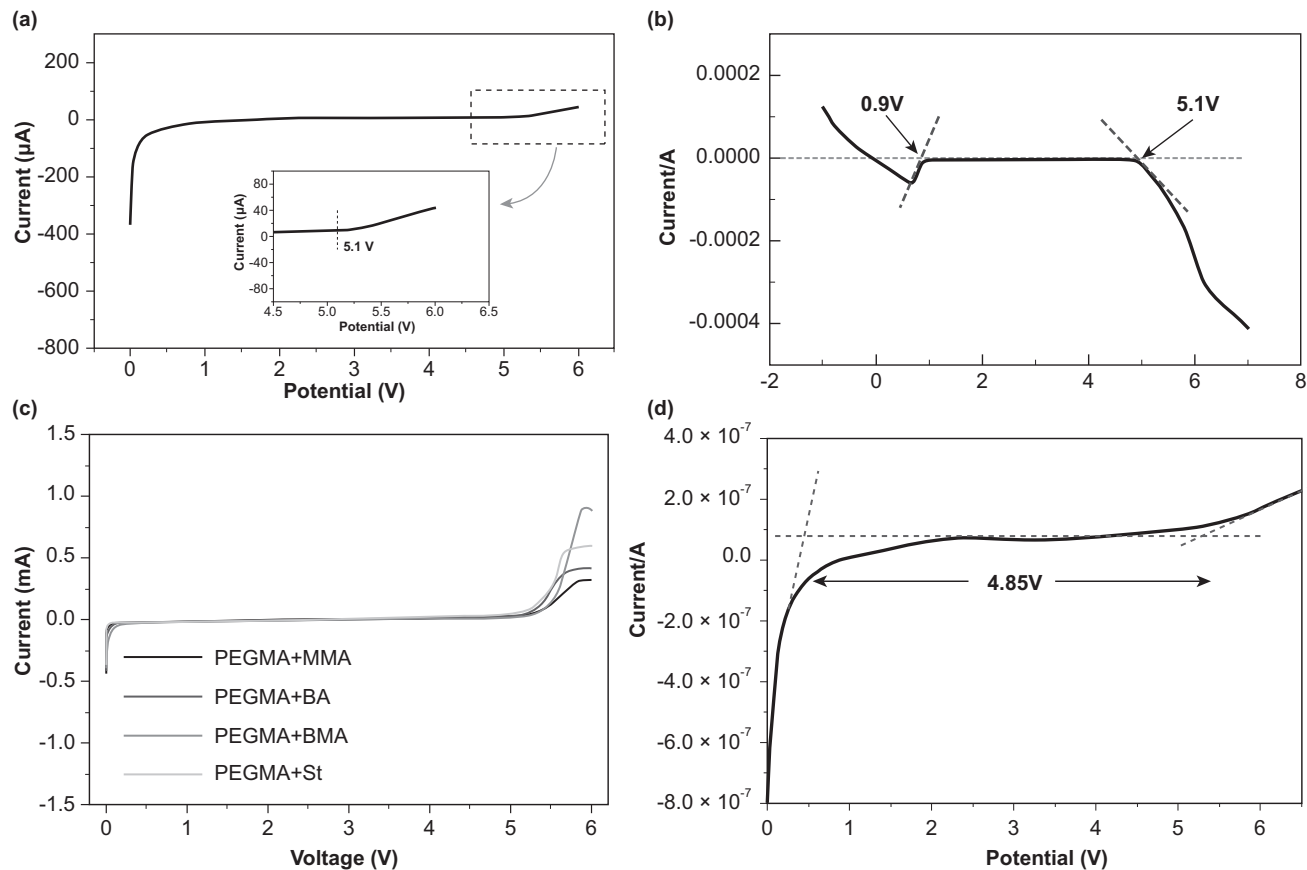 (a)
200
0
-200
-400
-600
-800
Current (µA)
0 1 2 3 4 5 6
Potential (V)
80
40
0
-40
-80
Current (µA)
5.1 V
4.5 5.0 5.5 6.0 6.5
Potential (V)
(b)
0.0002
0.0000
-0.0002
-0.0004
Current/A
0.9V
5.1V
-2 0 2 4 6 8
(c)
1.5
1.0
0.5
0.0
-0.5
-1.0
-1.5
Current (mA)
PEGMA+MMA
PEGMA+BA
PEGMA+BMA
PEGMA+St
0 1 2 3 4 5 6
Voltage (V)
(d)
4.0 × 10⁻⁷
2.0 × 10⁻⁷
0.0
-2.0 × 10⁻⁷
-4.0 × 10⁻⁷
-6.0 × 10⁻⁷
-8.0 × 10⁻⁷
Current/A
4.85V
0 1 2 3 4 5 6
Potential (V)